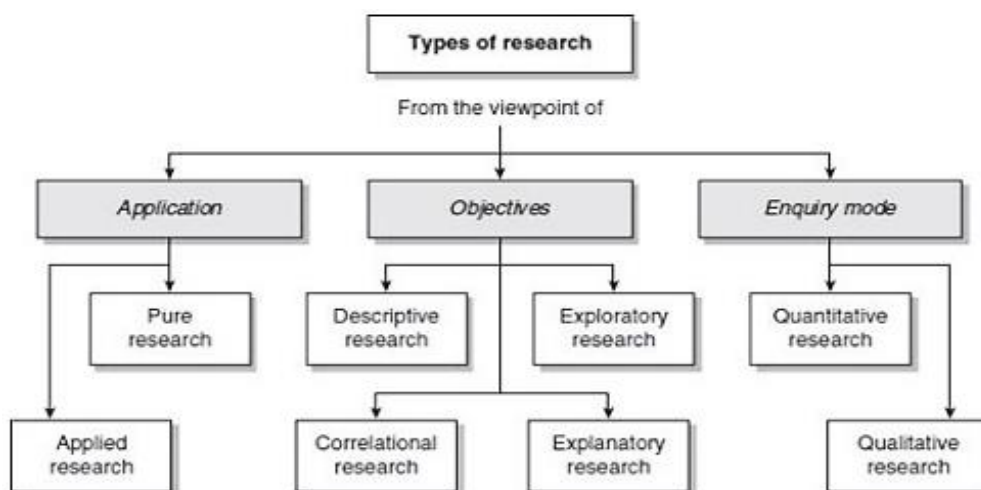 Types of research
From the viewpoint of
Application
Objectives
Enquiry mode
Pure
research
Descriptive
research
Exploratory
research
Quantitative
research
Applied
research
Correlational
research
Explanatory
research
Qualitative
research